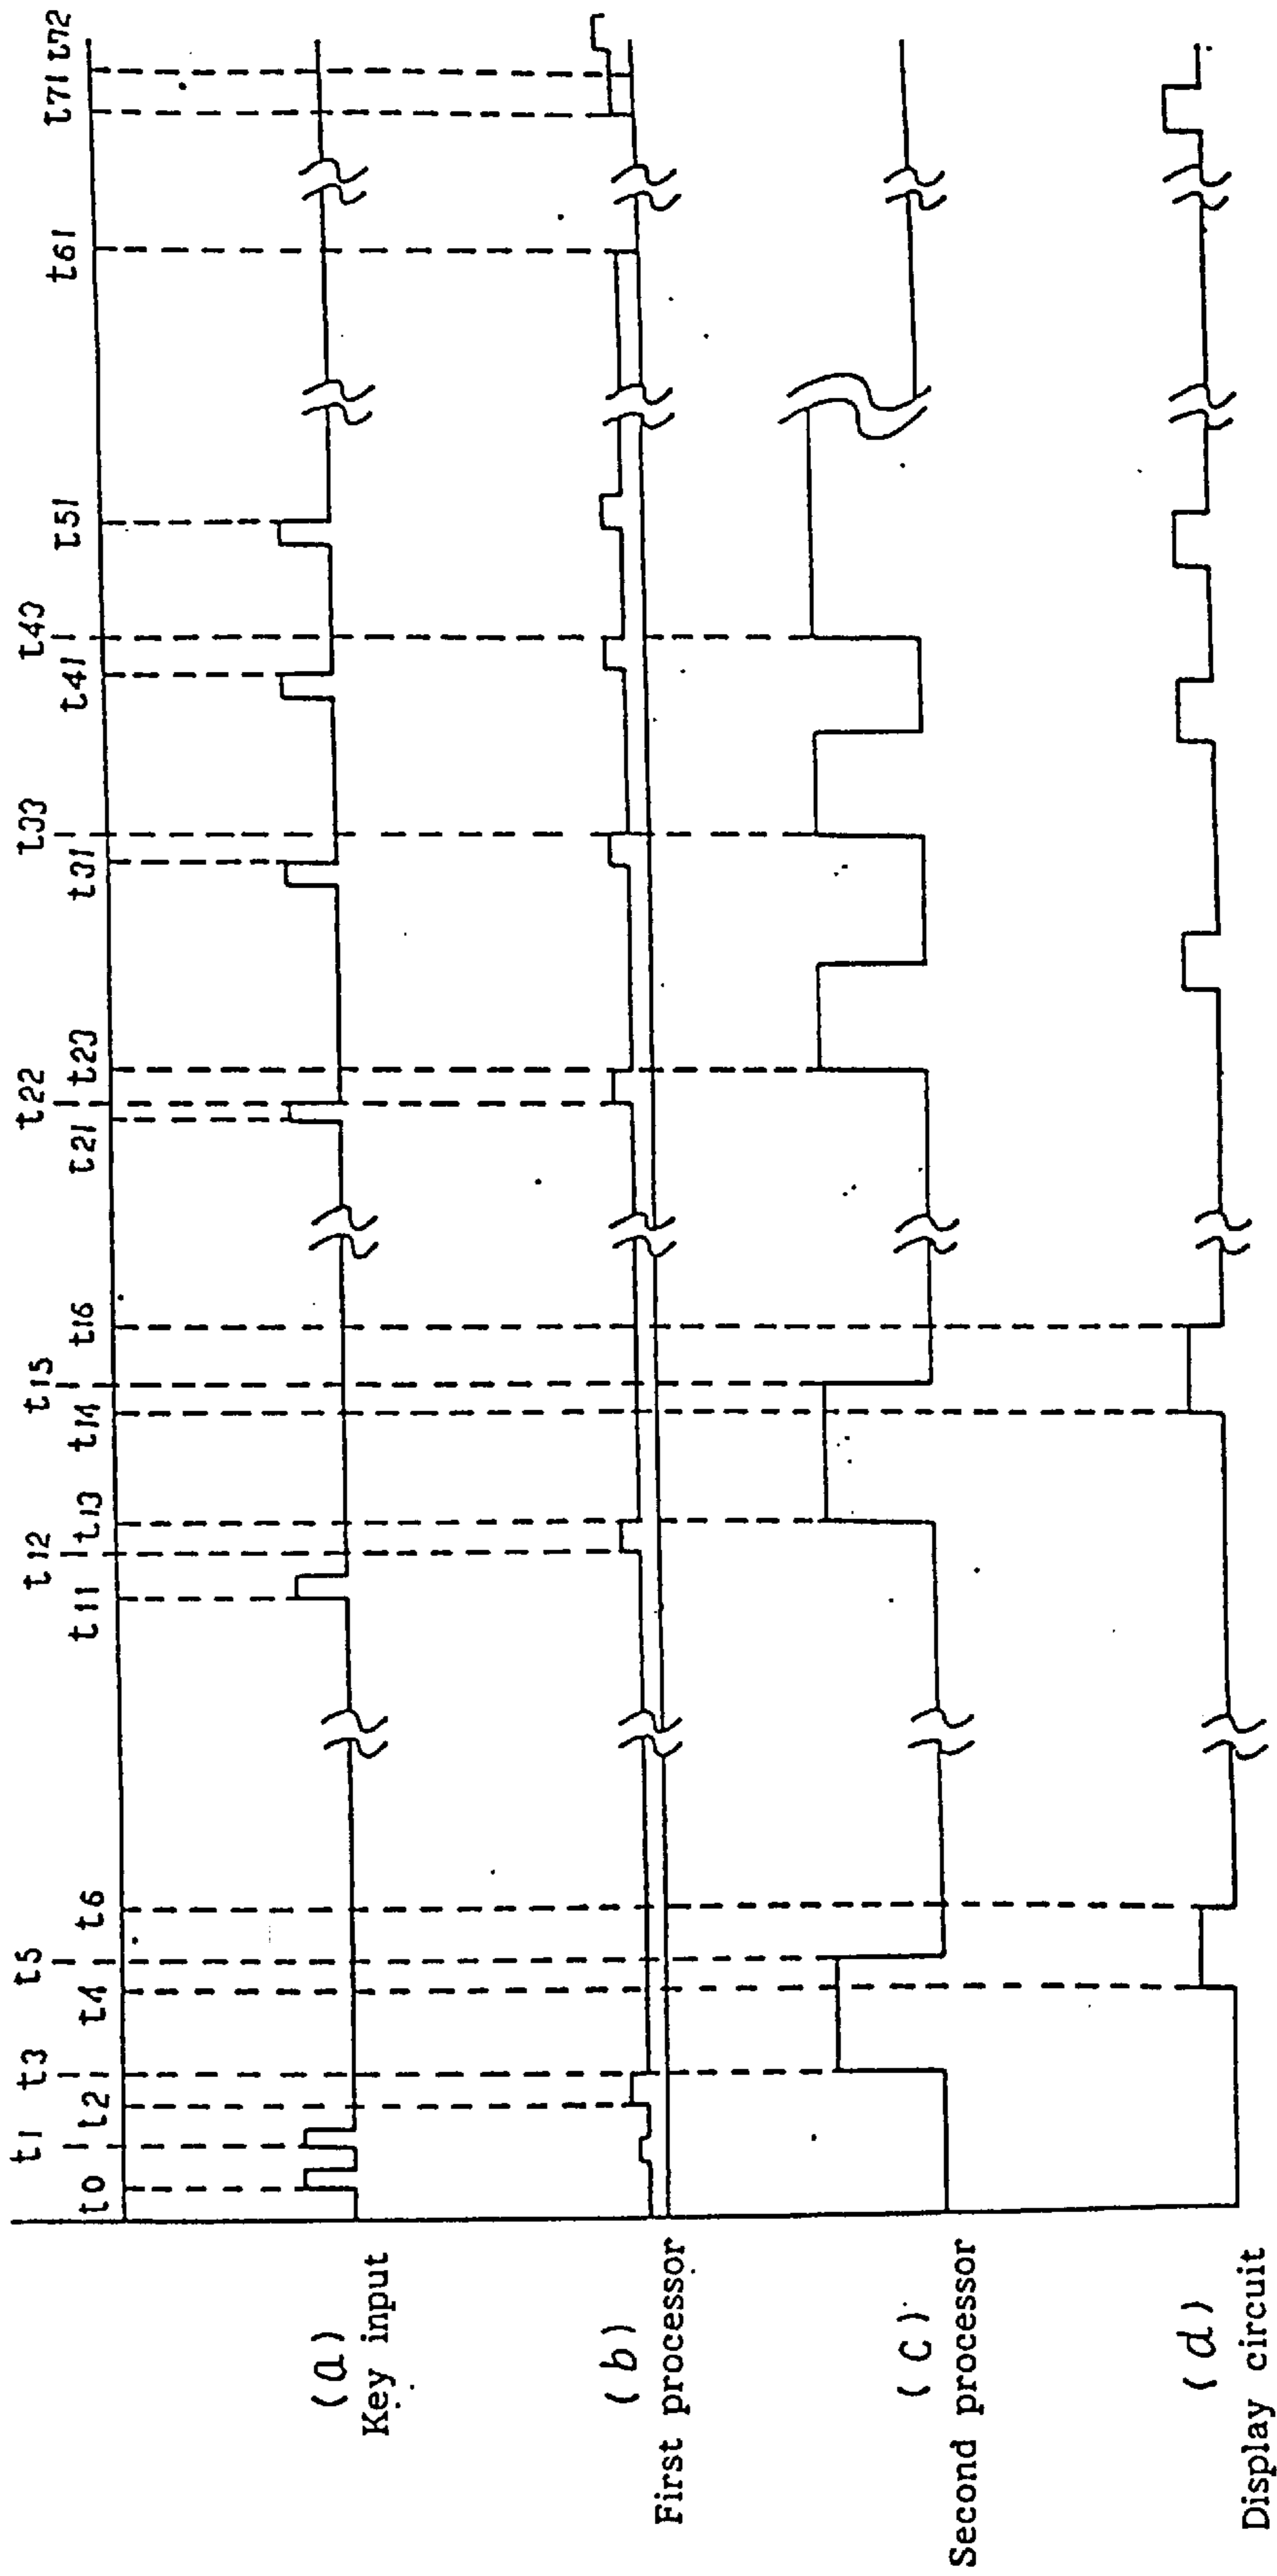 t0 t1 t2 t3 t4 t5 t6 t11 t12 t13 t14 t15 t16 t21 t22 t23 t31 t33 t41 t43 t51 t61 t71 t72
(a)
Key input
(b)
First processor
(c)
Second processor
(d)
Display circuit